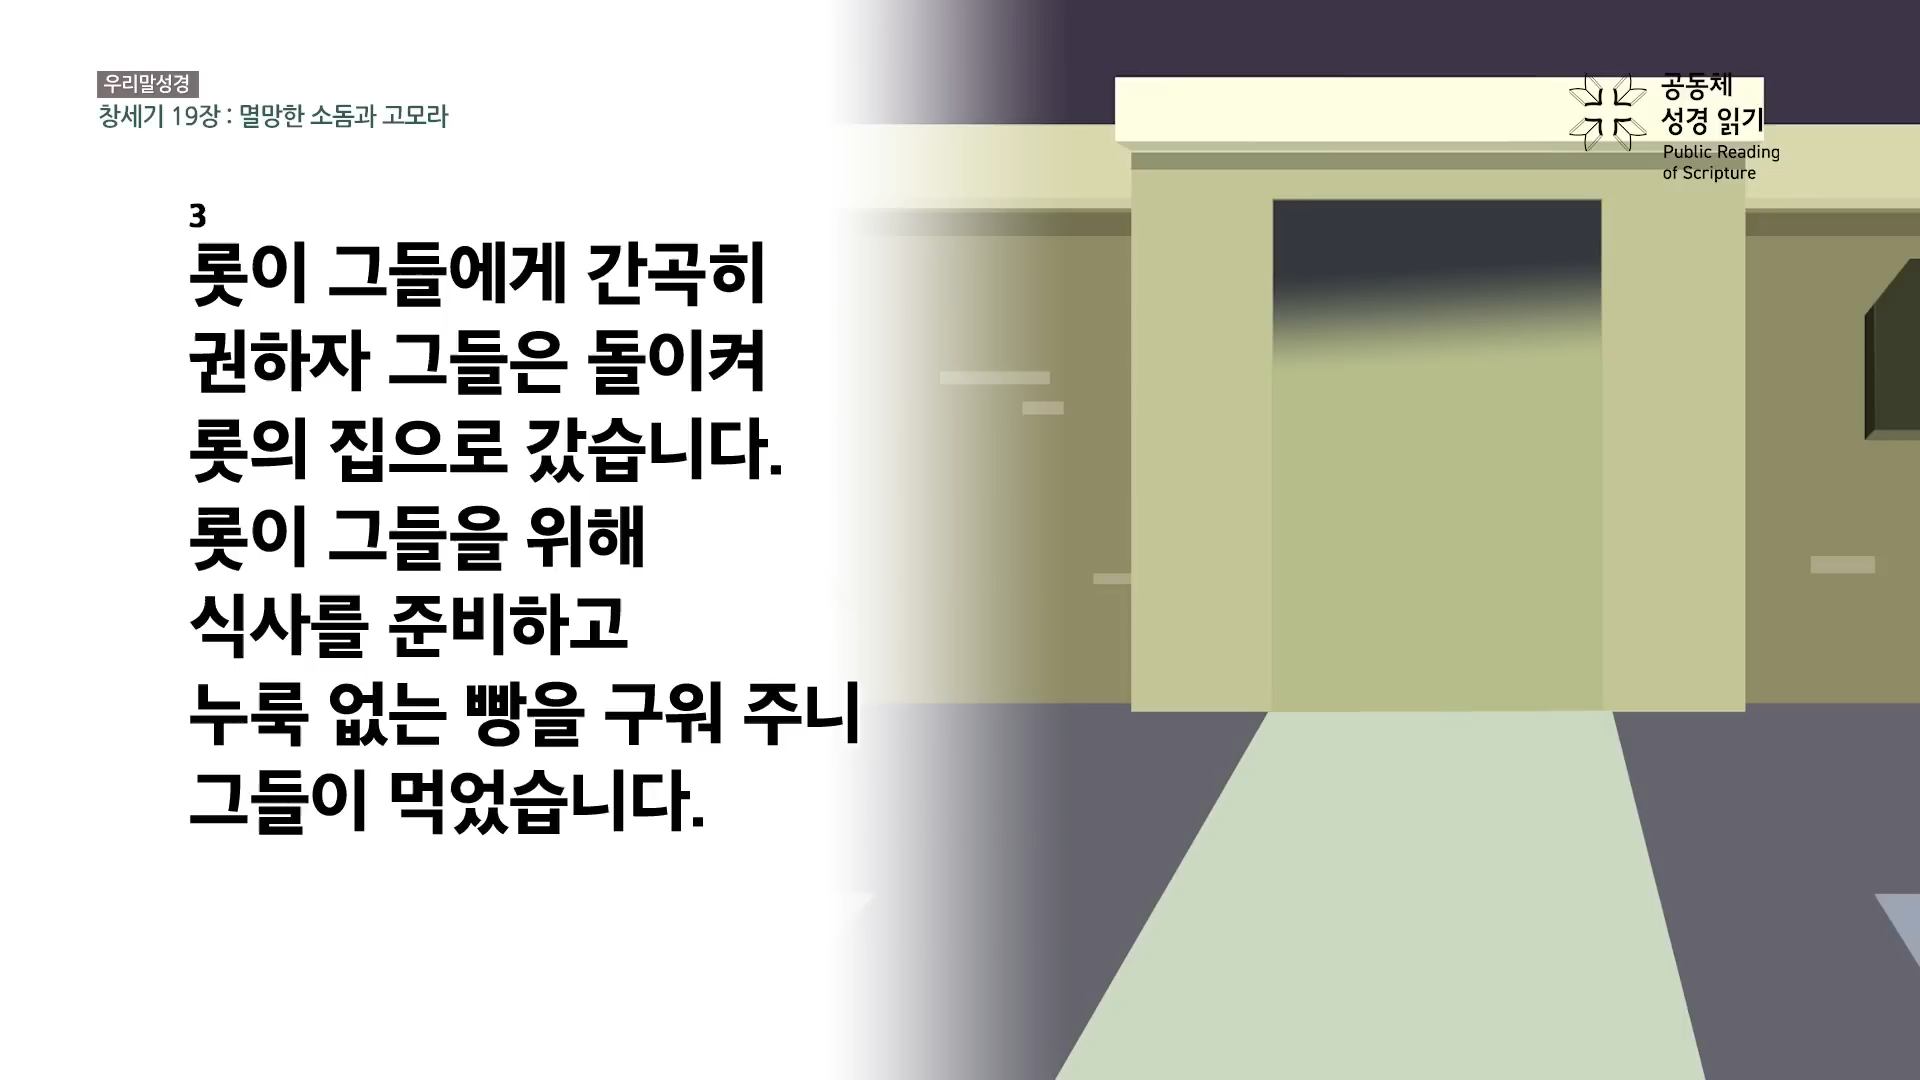 우리말성경
창세기 19장 : 멸망한 소돔과 고모라
공동체
성경 읽기
Public Reading
of Scripture
3
롯이 그들에게 간곡히
권하자 그들은 돌이켜
롯의 집으로 갔습니다.
롯이 그들을 위해
식사를 준비하고
누룩 없는 빵을 구워 주니
그들이 먹었습니다.